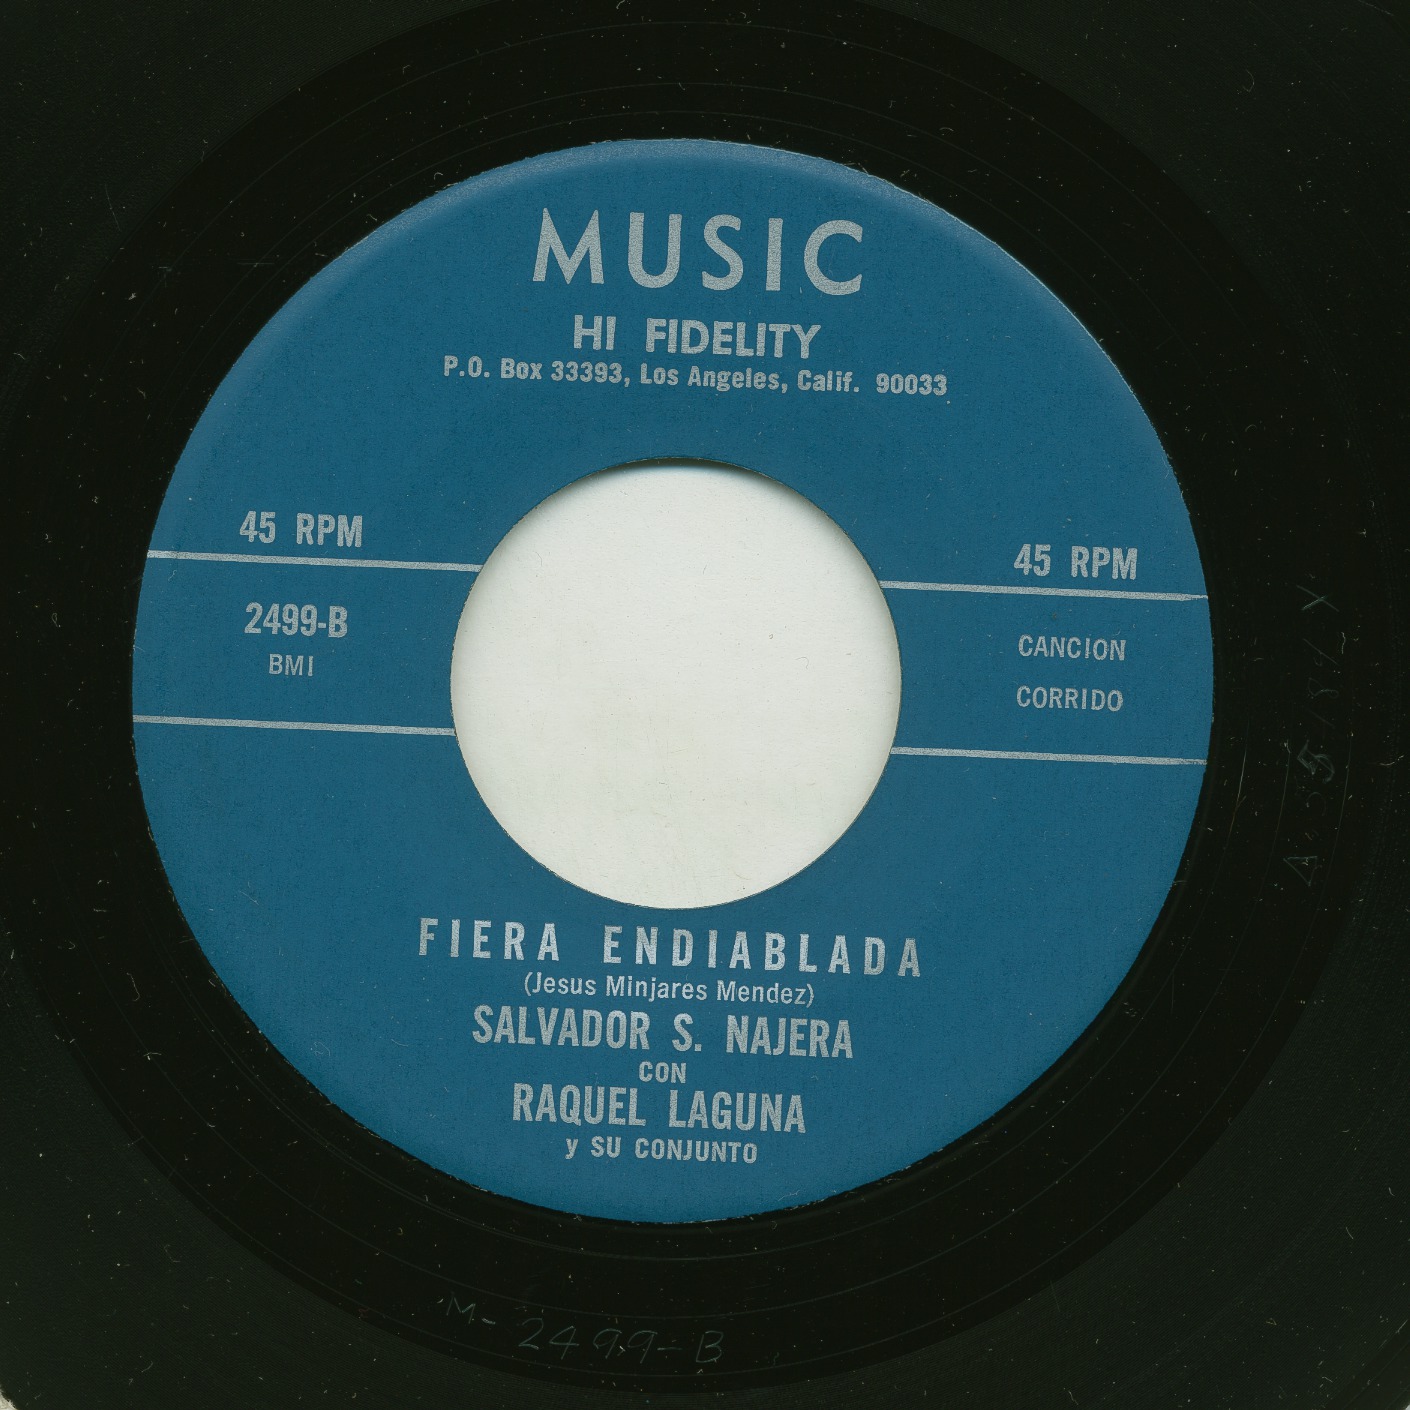 MUSIC
HI FIDELITY
P.O. Box 33393, Los Angeles, Calif. 90033
45 RPM
45 RPM
2499-B
BMI
CANCION
CORRIDO
FIERA ENDIABLADA
(Jesus Minjares Mendez)
SALVADOR S. NAJERA
CON
RAQUEL LAGUNA
y SU CONJUNTO
M-2499-B